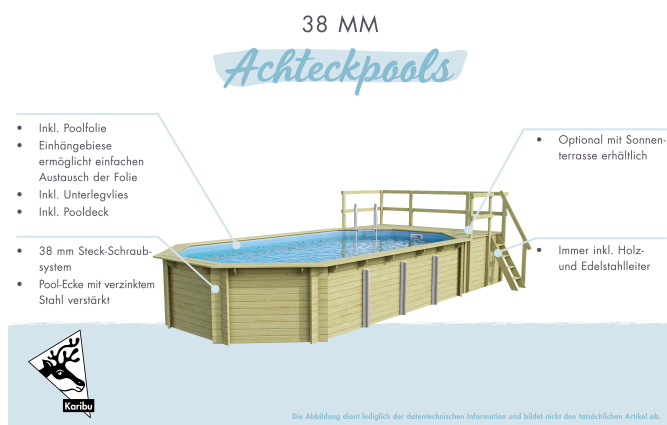 38 MM
Achteckpools
• Inkl. Poolfolie
• Einhängebiese
ermöglicht einfachen
Austausch der Folie
• Inkl. Unterlegvlies
• Inkl. Pooldeck
• 38 mm Steck-Schraub-
system
• Pool-Ecke mit verzinktem
Stahl verstärkt
• Optional mit Sonnen-
terrasse erhältlich
• Immer inkl. Holz-
und Edelstahlleiter
Karibu
Die Abbildung dient lediglich der datentechnischen Information und bildet nicht den tatsächlichen Artikel ab.